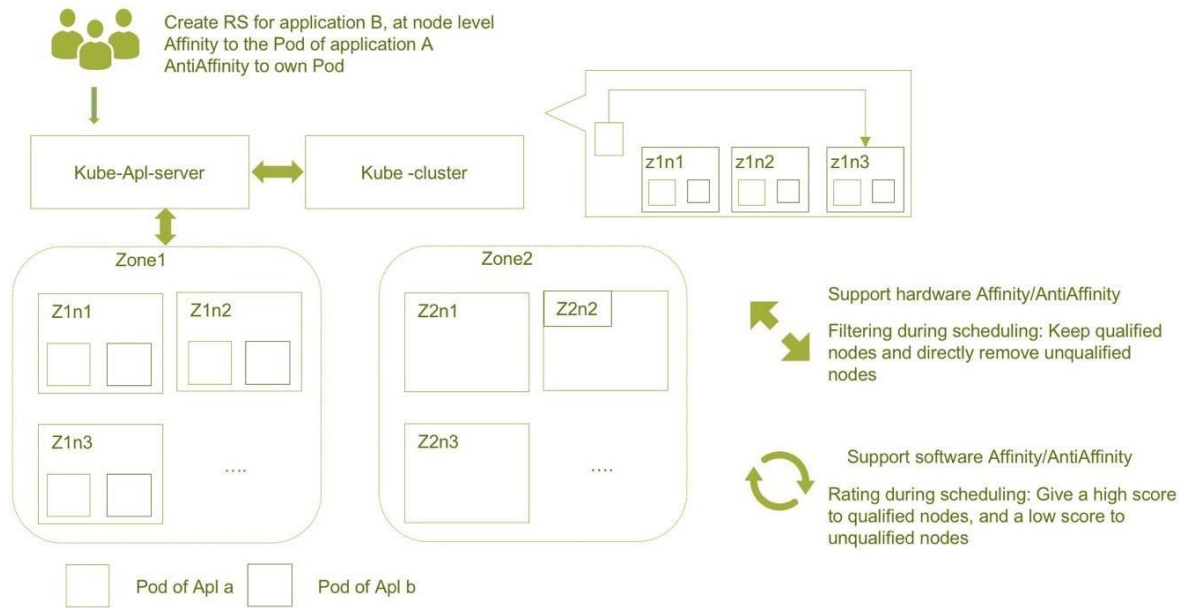 Create RS for application B, at node level
Affinity to the Pod of application A
AntiAffinity to own Pod
Kube-Apl-server
Kube -cluster
z1n1
z1n2
z1n3
Zone1
Z1n1
Z1n2
Z1n3
....
Zone2
Z2n1
Z2n2
Z2n3
....
Support hardware Affinity/AntiAffinity
Filtering during scheduling: Keep qualified
nodes and directly remove unqualified
nodes
Support software Affinity/AntiAffinity
Rating during scheduling: Give a high score
to qualified nodes, and a low score to
unqualified nodes
Pod of Apl a
Pod of Apl b